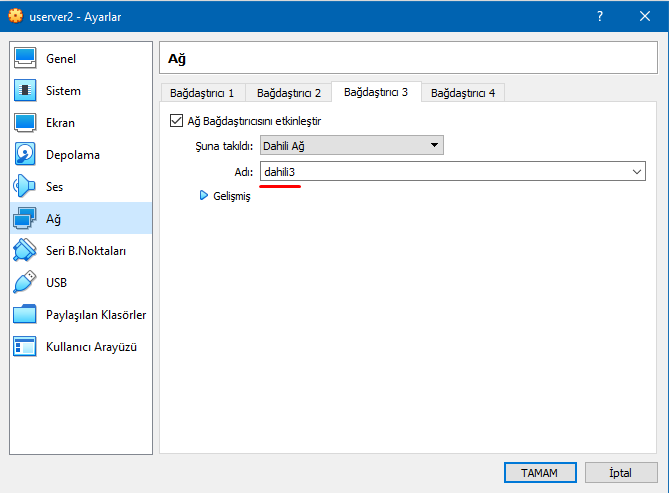 userver2 - Ayarlar
?
Genel
Sistem
Ekran
Depolama
Ses
Ağ
Seri B.Noktaları
USB
Paylaşılan Klasörler
Kullanıcı Arayüzü
Ağ
Bağdaştırıcı 1
Bağdaştırıcı 2
Bağdaştırıcı 3
Bağdaştırıcı 4
Ağ Bağdaştırıcısını etkinleştir
Şuna takıldı: Dahili Ağ
Adı: dahili3
Gelişmiş
TAMAM
İptal